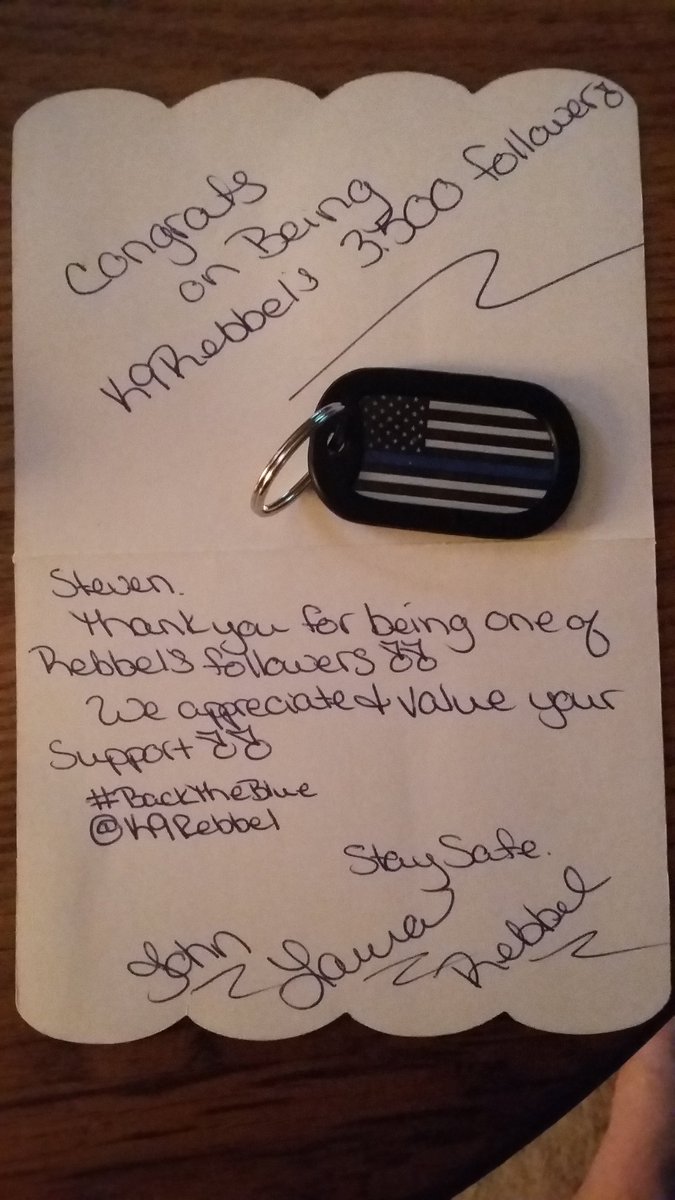 Congrats
on Being
K9Rebbel's 3,500 followers
Steven.
Thank you for being one of
Rebbel's followers
We appreciate & value your
Support
#BackTheBlue
@K9Rebbel
Stay Safe.
John Laura Rebbel